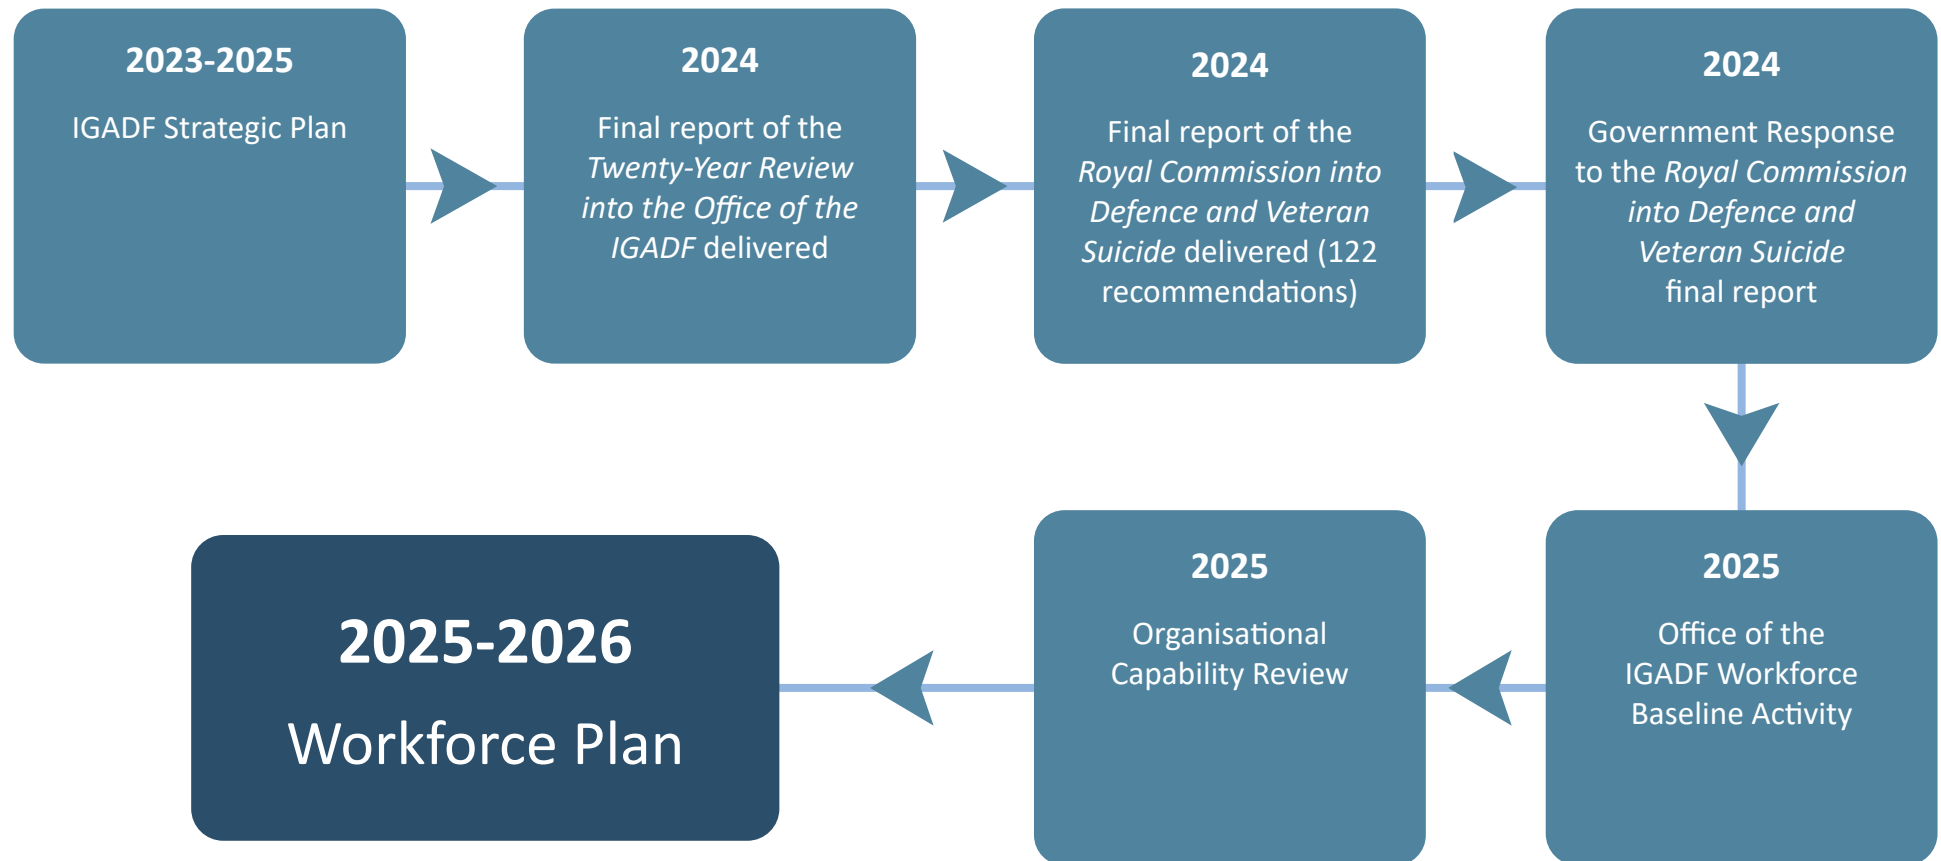 2023-2025
IGADF Strategic Plan
2024
Final report of the
Twenty-Year Review
into the Office of the
IGADF delivered
2024
Final report of the
Royal Commission into
Defence and Veteran
Suicide delivered (122
recommendations)
2024
Government Response
to the Royal Commission
into Defence and
Veteran Suicide
final report
2025
Office of the
IGADF Workforce
Baseline Activity
2025
Organisational
Capability Review
2025-2026
Workforce Plan